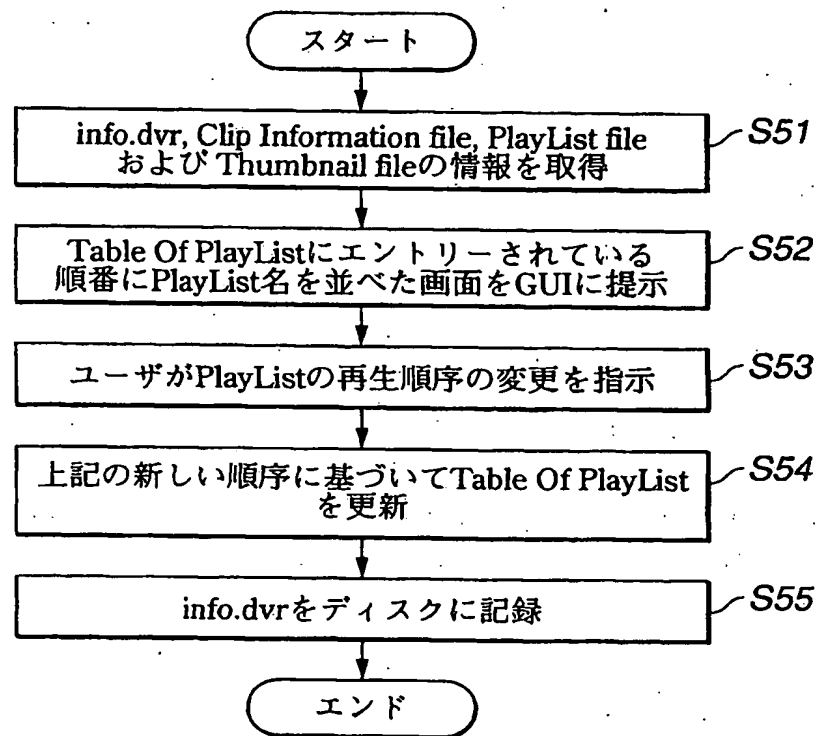 スタート
info.dvr, Clip Information file, PlayList file
および Thumbnail fileの情報を取得
S51
Table Of PlayListにエントリーされている
順番にPlayList名を並べた画面をGUIに提示
S52
ユーザがPlayListの再生順序の変更を指示
S53
上記の新しい順序に基づいてTable Of PlayList
を更新
S54
info.dvrをディスクに記録
S55
エンド